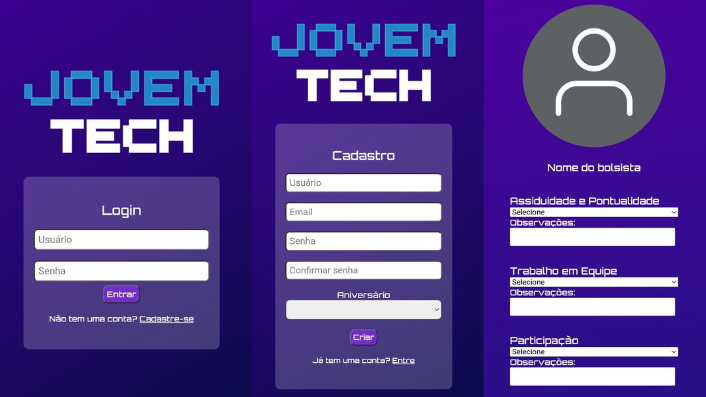 JOVEM
TECH
Login
Usuário
Senha
Entrar
Não tem uma conta? Cadastre-se
JOVEM
TECH
Cadastro
Usuário
Email
Senha
Confirmar senha
Aniversário
Criar
Já tem uma conta? Entre
Nome do bolsista
Assiduidade e Pontualidade
Selecione
Observações:
Trabalho em Equipe
Selecione
Observações:
Participação
Selecione
Observações: